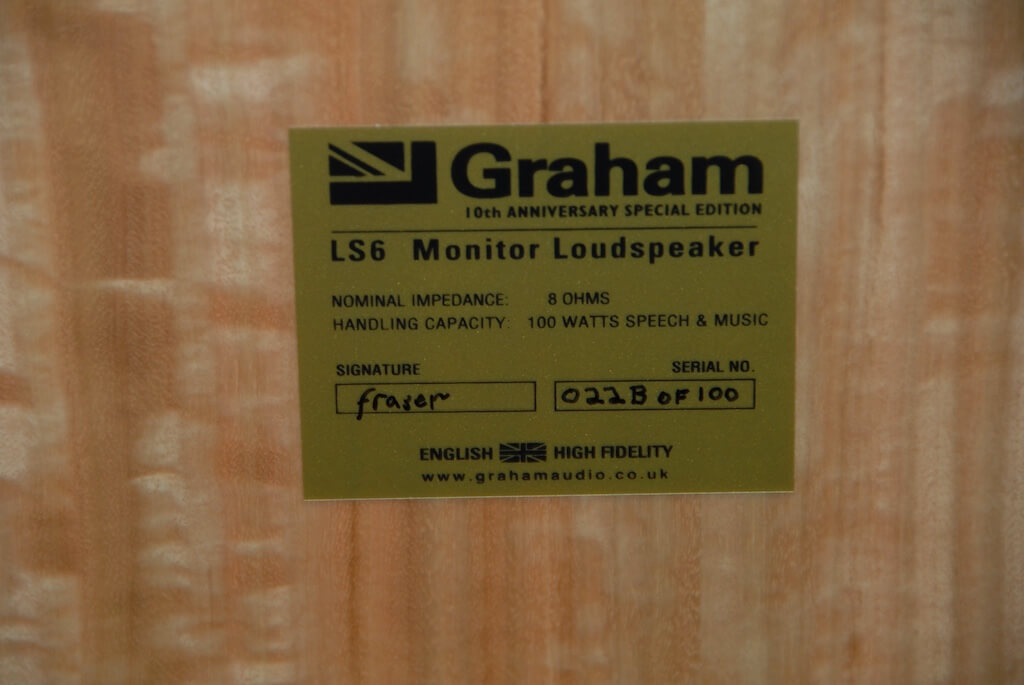 Graham
10th ANNIVERSARY SPECIAL EDITION
LS6 Monitor Loudspeaker
NOMINAL IMPEDANCE: 8 OHMS
HANDLING CAPACITY: 100 WATTS SPEECH & MUSIC
SIGNATURE SERIAL NO.
fraser 022B OF 100
ENGLISH HIGH FIDELITY
www.grahamaudio.co.uk